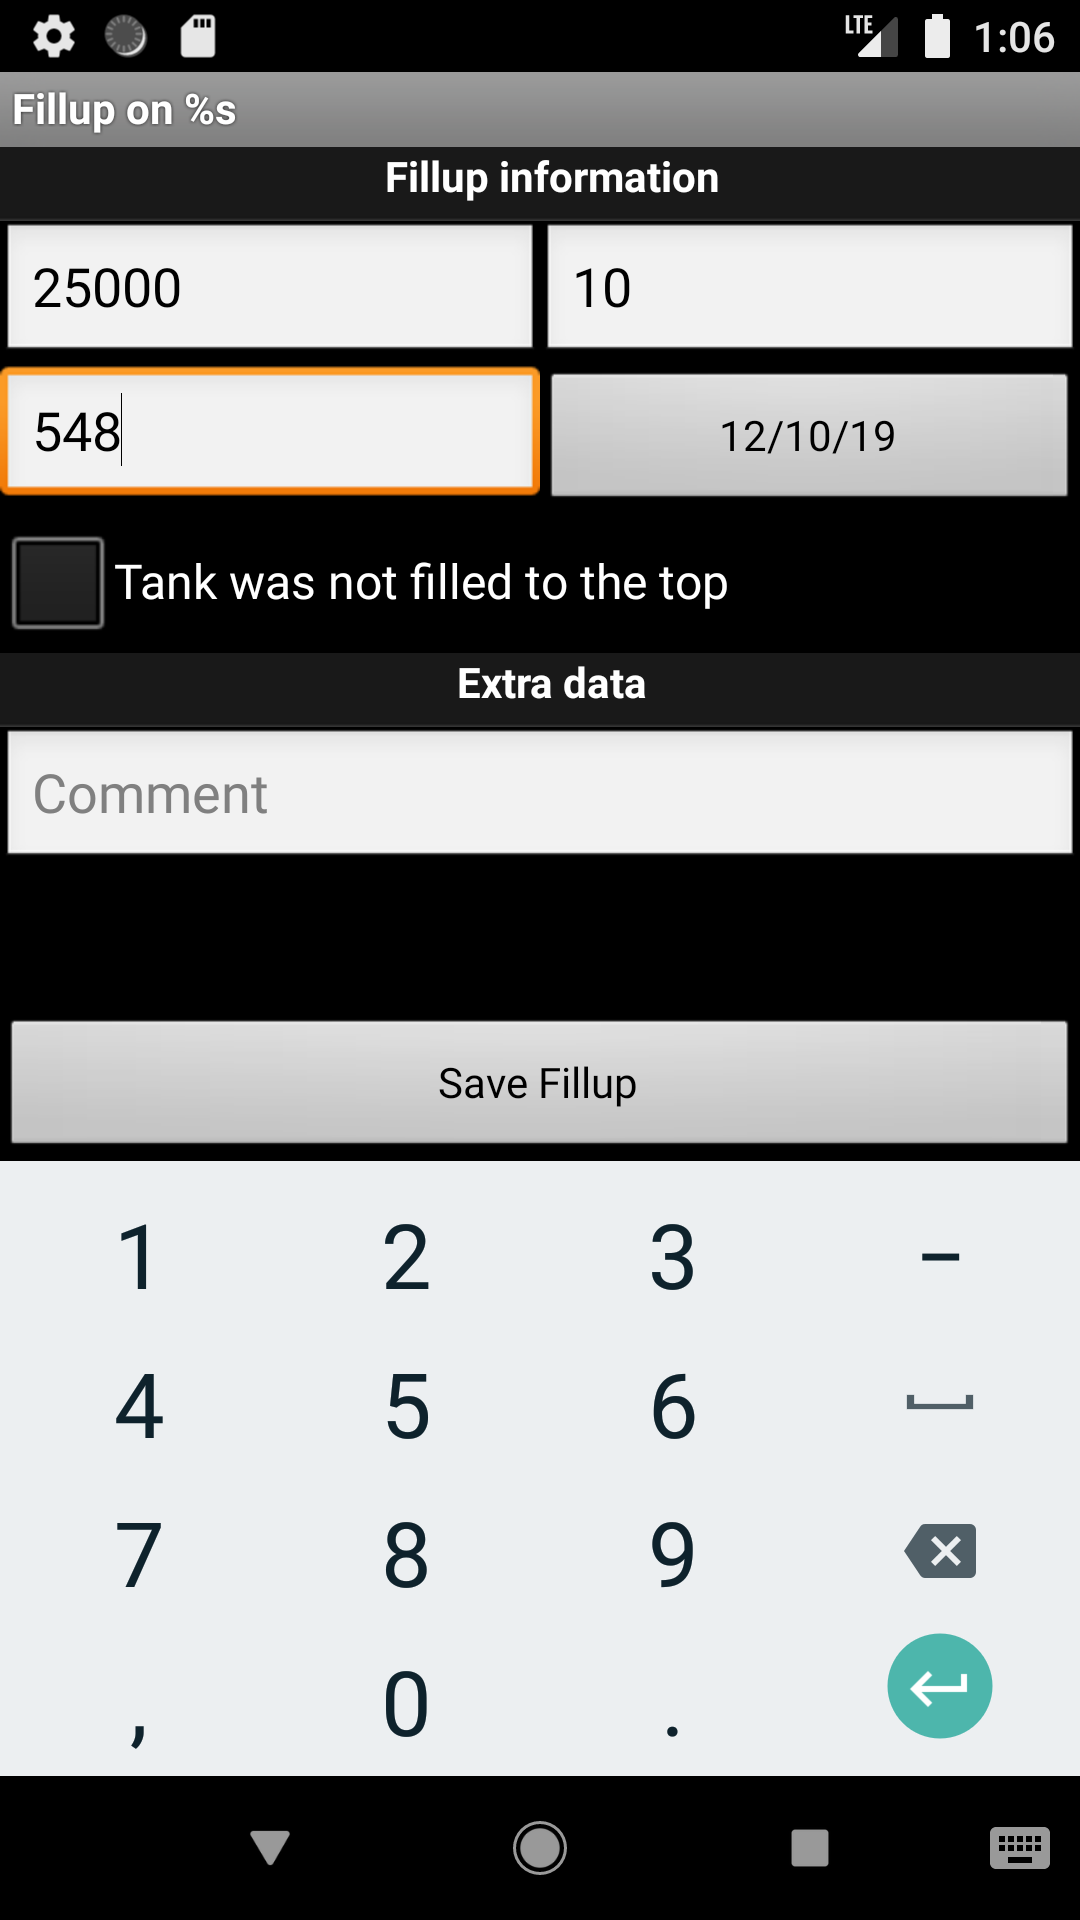 LTE 1:06
Fillup on %s
Fillup information
25000 10
548 12/10/19
Tank was not filled to the top
Extra data
Comment
Save Fillup
1 2 3 –
4 5 6
7 8 9
, 0 .